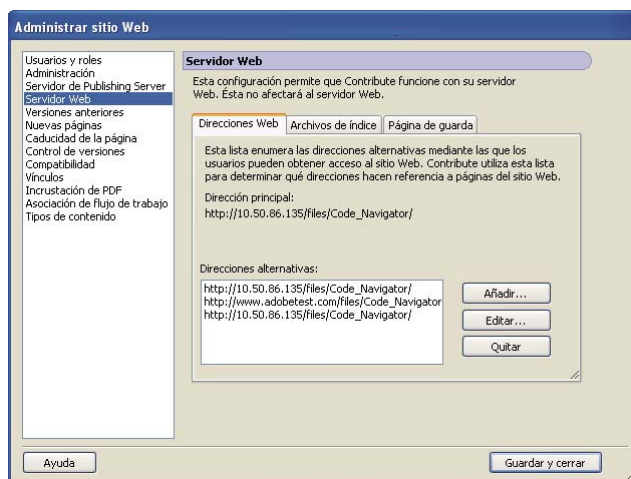 Administrar sitio Web
Usuarios y roles
Administración
Servidor de Publishing Server
Servidor Web
Versiones anteriores
Nuevas páginas
Caducidad de la página
Control de versiones
Compatibilidad
Vínculos
Incrustación de PDF
Asociación de flujo de trabajo
Tipos de contenido
Servidor Web
Esta configuración permite que Contribute funcione con su servidor
Web. Ésta no afectará al servidor Web.
Direcciones Web
Archivos de índice
Página de guarda
Esta lista enumera las direcciones alternativas mediante las que los
usuarios pueden obtener acceso al sitio Web. Contribute utiliza esta lista
para determinar qué direcciones hacen referencia a páginas del sitio Web.
Dirección principal:
http://10.50.86.135/files/Code_Navigator/
Direcciones alternativas:
http://10.50.86.135/files/Code_Navigator/
http://www.adobetest.com/files/Code_Navigator
http://10.50.86.135/files/Code_Navigator/
Añadir...
Editar...
Quitar
Ayuda
Guardar y cerrar